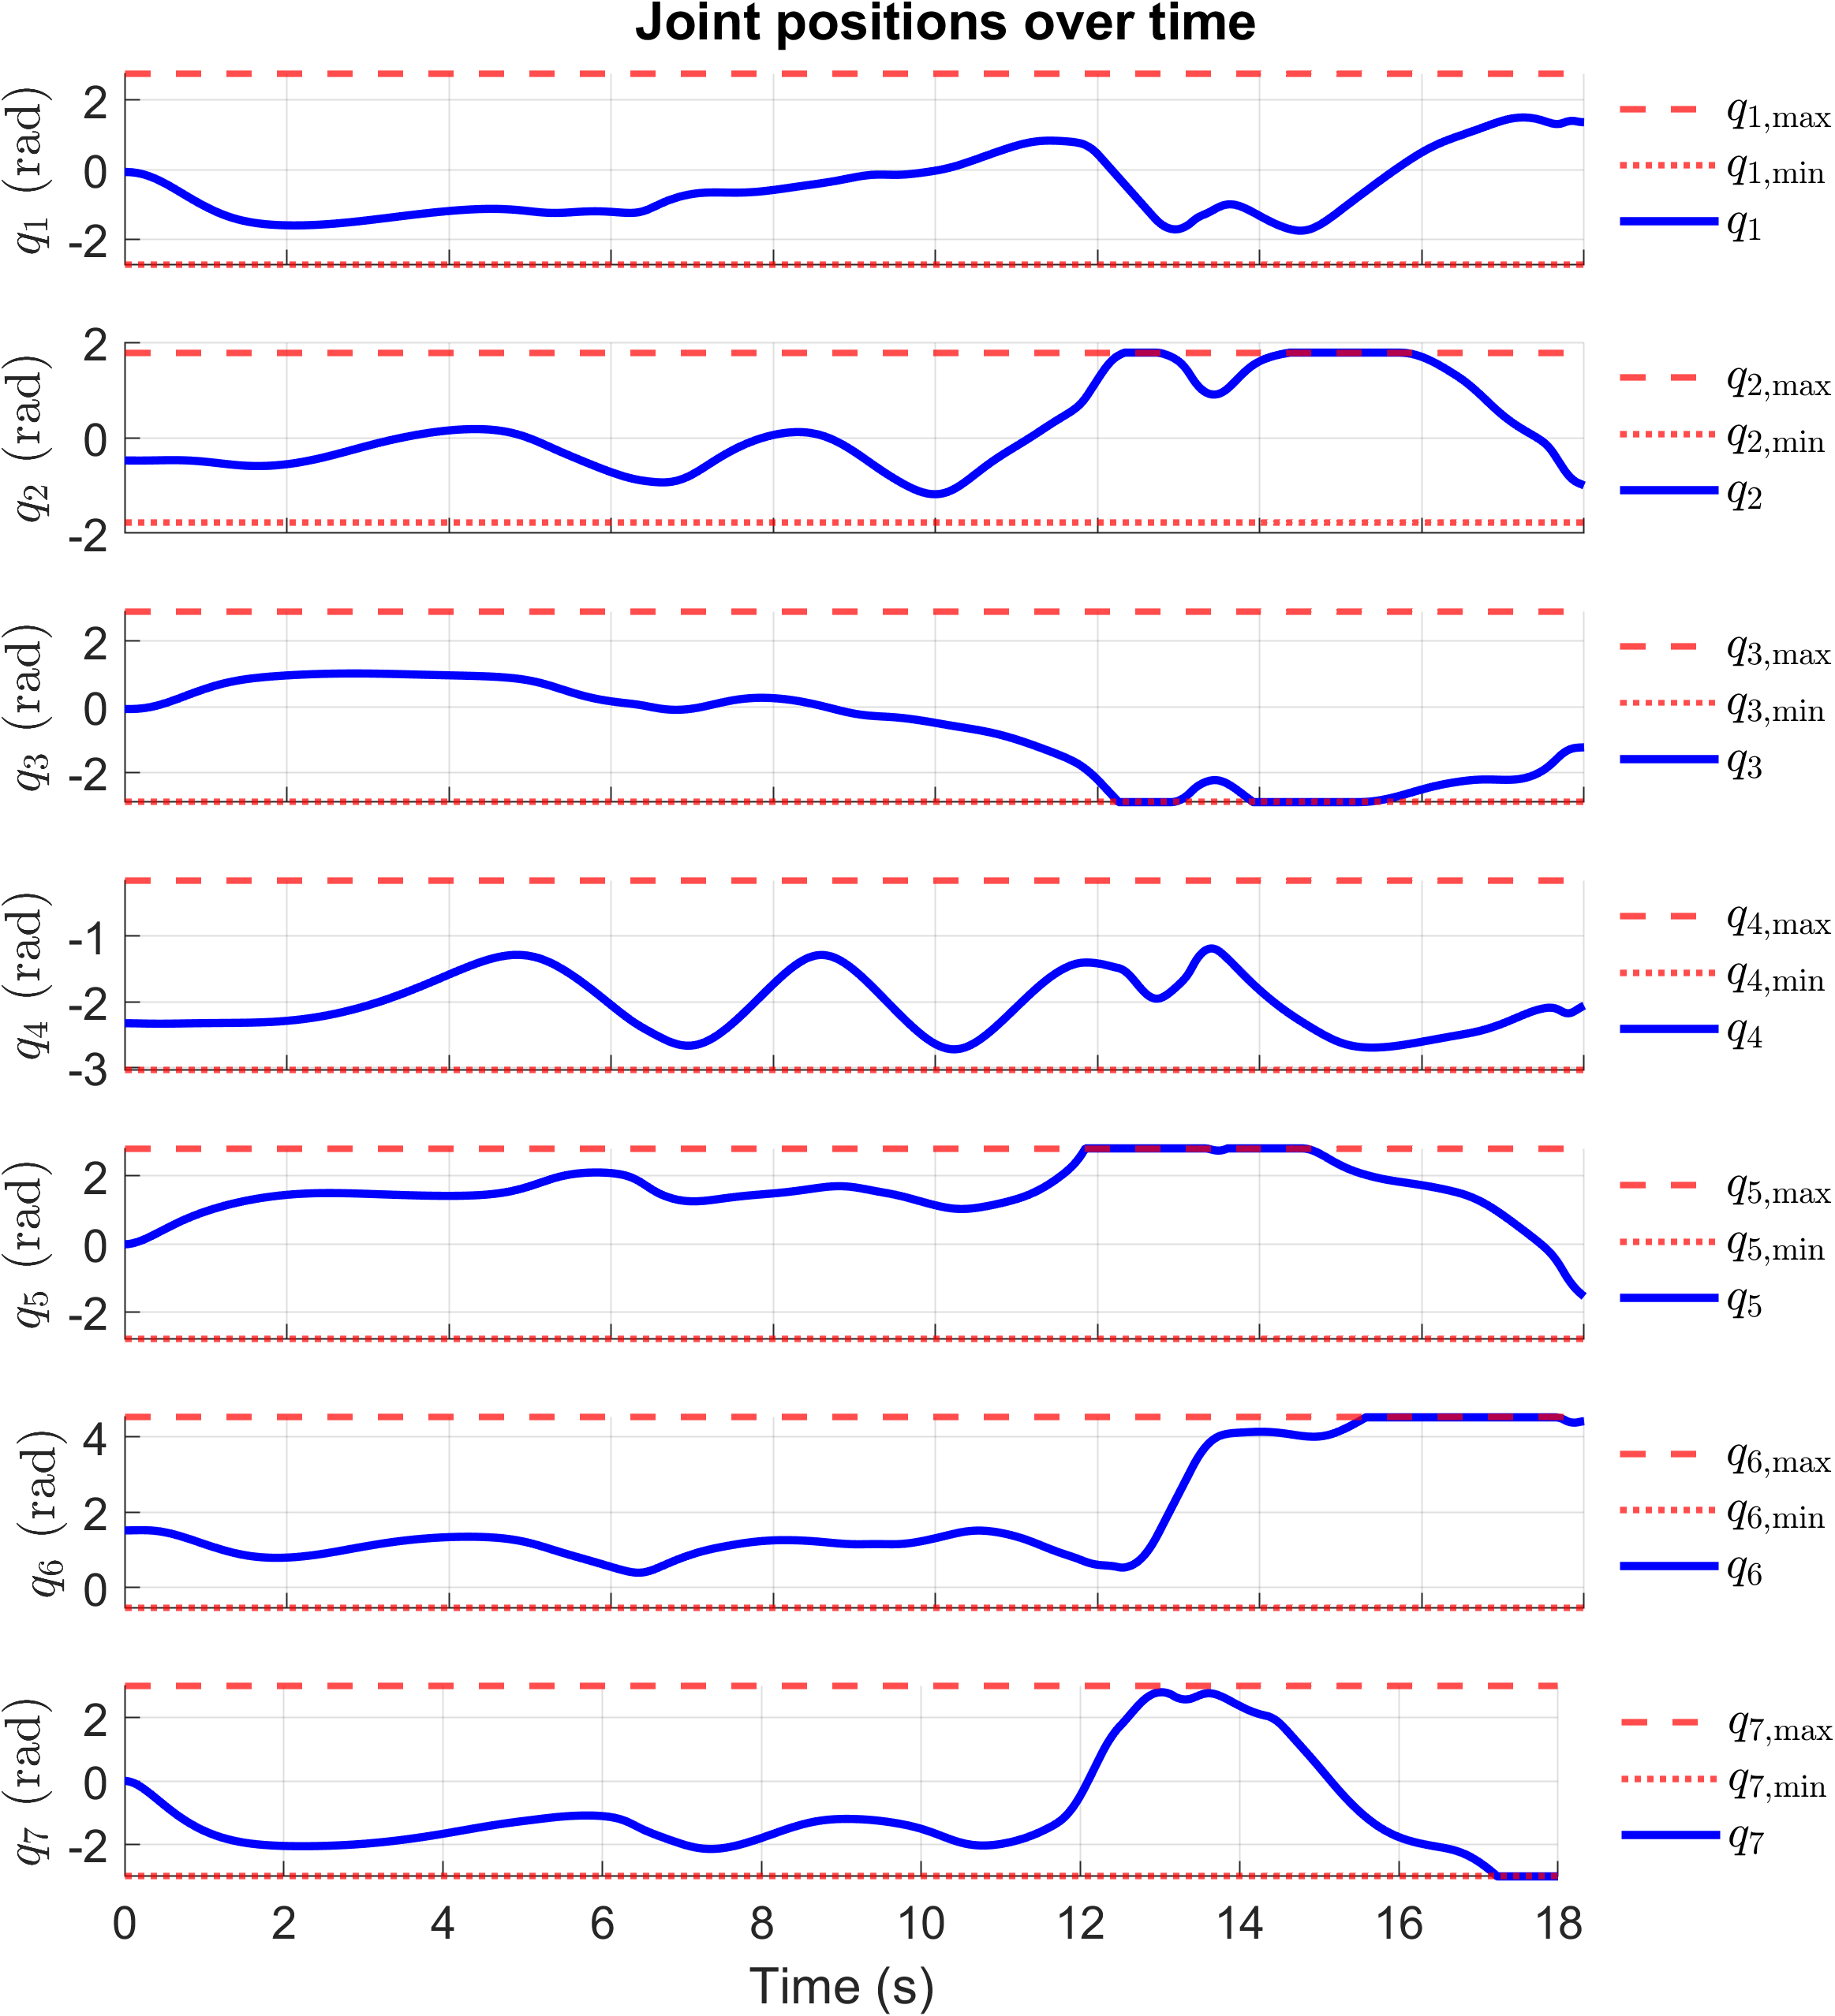 Joint positions over time
q1 (rad)
2
0
-2
q1,max
q1,min
q1
q2 (rad)
2
0
-2
q2,max
q2,min
q2
q3 (rad)
2
0
-2
q3,max
q3,min
q3
q4 (rad)
-1
-2
-3
q4,max
q4,min
q4
q5 (rad)
2
0
-2
q5,max
q5,min
q5
q6 (rad)
4
2
0
q6,max
q6,min
q6
q7 (rad)
2
0
-2
q7,max
q7,min
q7
0 2 4 6 8 10 12 14 16 18
Time (s)